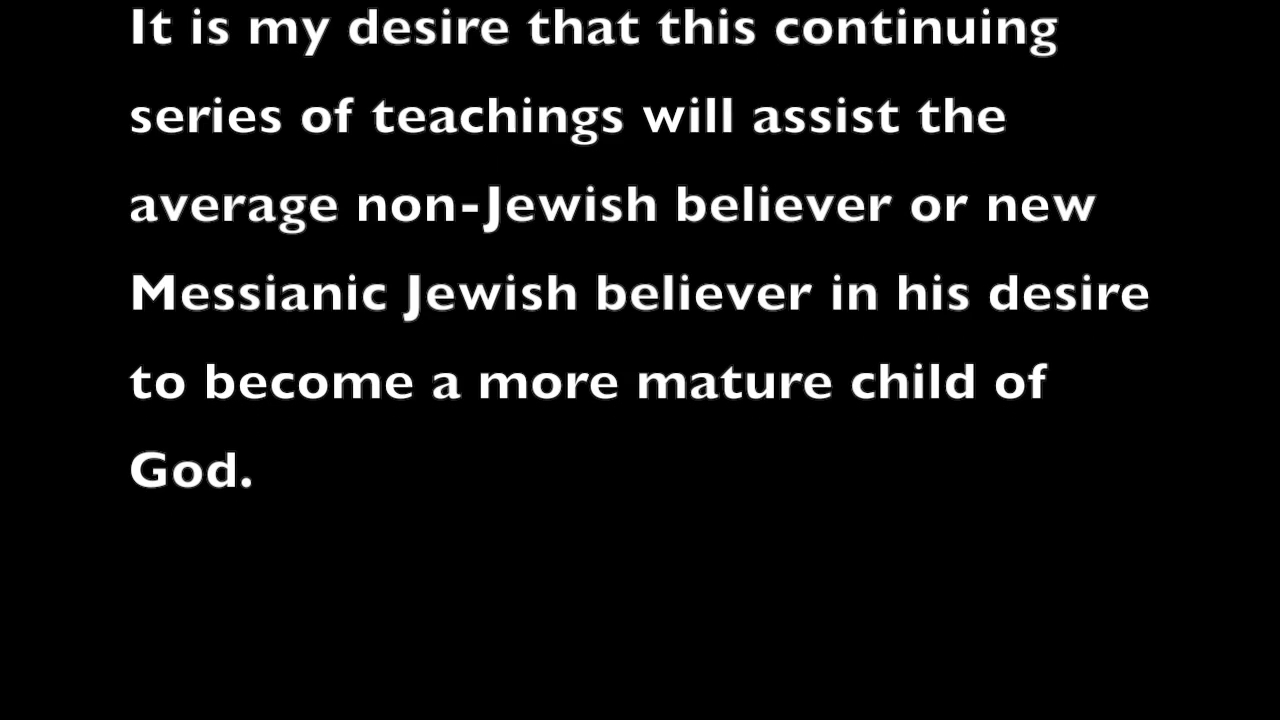 It is my desire that this continuing
series of teachings will assist the
average non-Jewish believer or new
Messianic Jewish believer in his desire
to become a more mature child of
God.